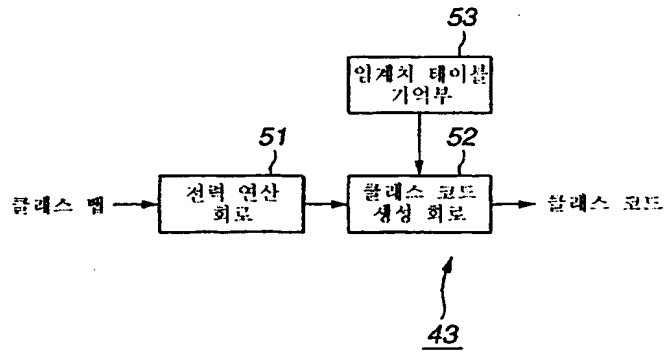 53
임계치 테이블
기억부
51
52
클래스 탭
전력 연산
회로
클래스 코드
생성 회로
클래스 코드
43